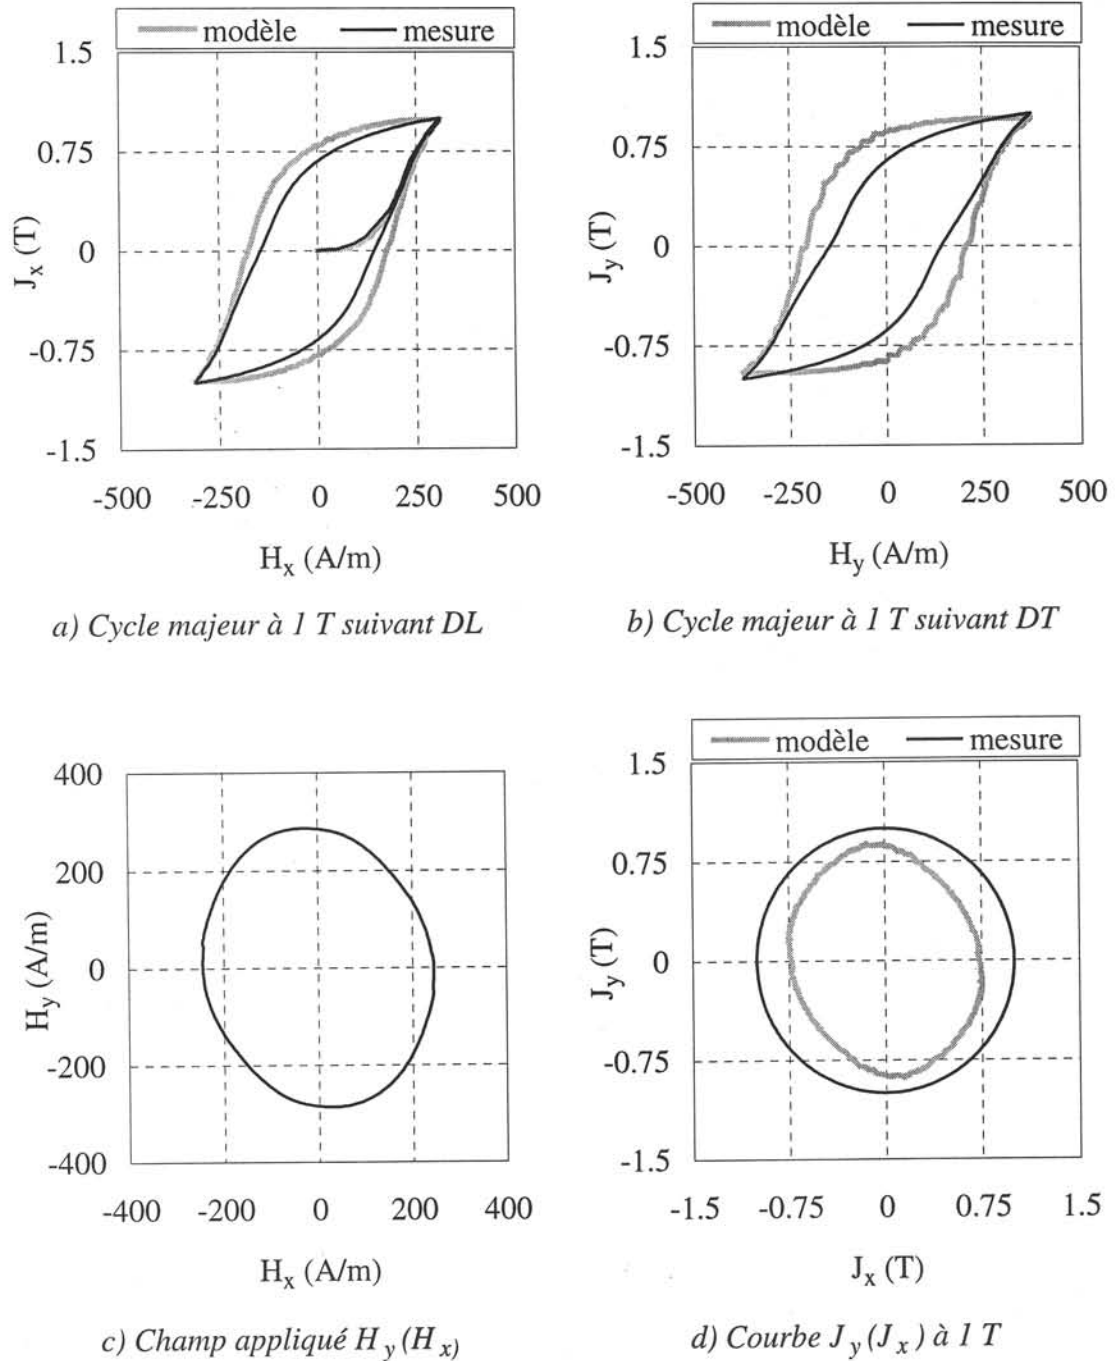 modèle mesure
1.5
0.75
0
-0.75
-1.5
J_x (T)
-500 -250 0 250 500
H_x (A/m)
a) Cycle majeur à 1 T suivant DL
modèle mesure
1.5
0.75
0
-0.75
-1.5
J_y (T)
-500 -250 0 250 500
H_y (A/m)
b) Cycle majeur à 1 T suivant DT
400
200
0
-200
-400
H_y (A/m)
-400 -200 0 200 400
H_x (A/m)
c) Champ appliqué H_y(H_x)
modèle mesure
1.5
0.75
0
-0.75
-1.5
J_y (T)
-1.5 -0.75 0 0.75 1.5
J_x (T)
d) Courbe J_y(J_x) à 1 T